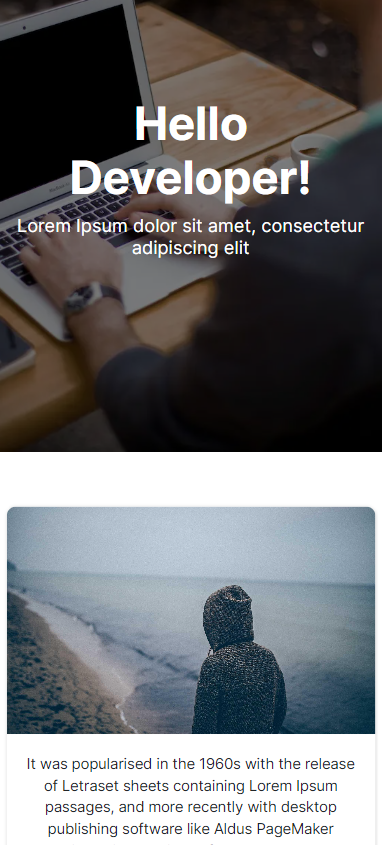 Hello
Developer!
Lorem Ipsum dolor sit amet, consectetur
adipiscing elit
It was popularised in the 1960s with the release
of Letraset sheets containing Lorem Ipsum
passages, and more recently with desktop
publishing software like Aldus PageMaker